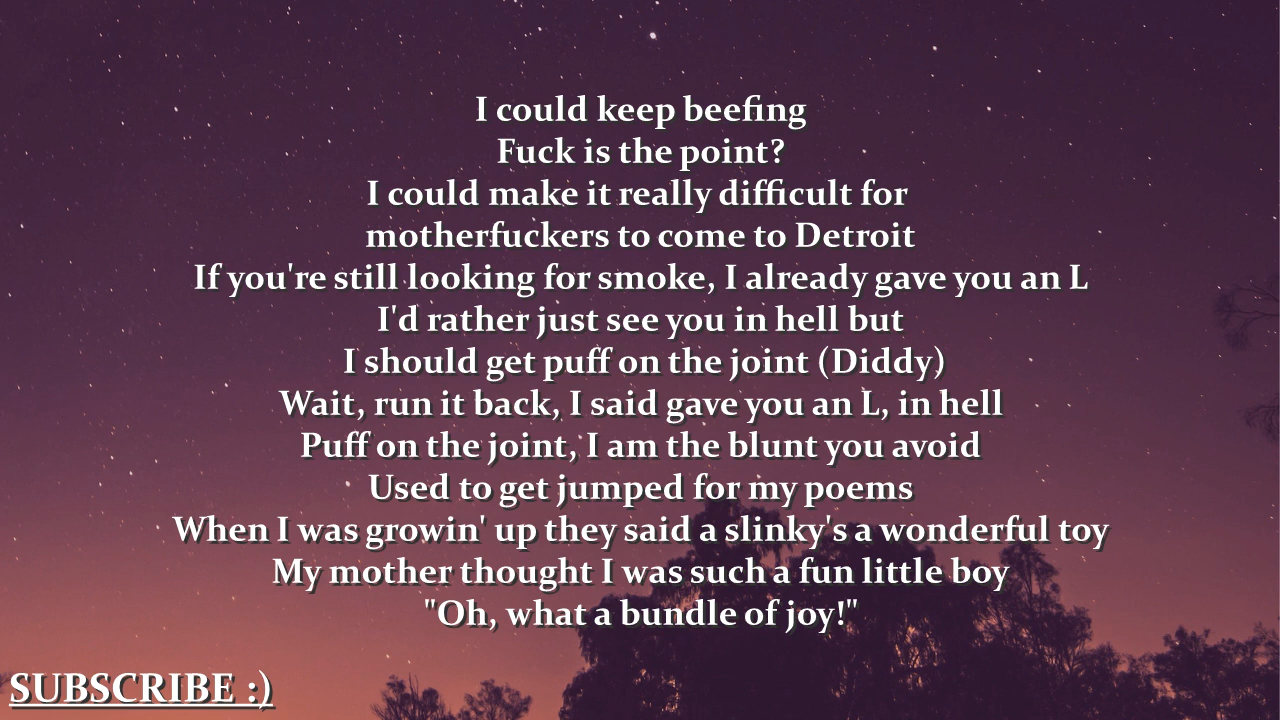 I could keep beefing
Fuck is the point?
I could make it really difficult for
motherfuckers to come to Detroit
If you're still looking for smoke, I already gave you an L
I'd rather just see you in hell but
I should get puff on the joint (Diddy)
Wait, run it back, I said gave you an L, in hell
Puff on the joint, I am the blunt you avoid
Used to get jumped for my poems
When I was growin' up they said a slinky's a wonderful toy
My mother thought I was such a fun little boy
"Oh, what a bundle of joy!"
SUBSCRIBE :)